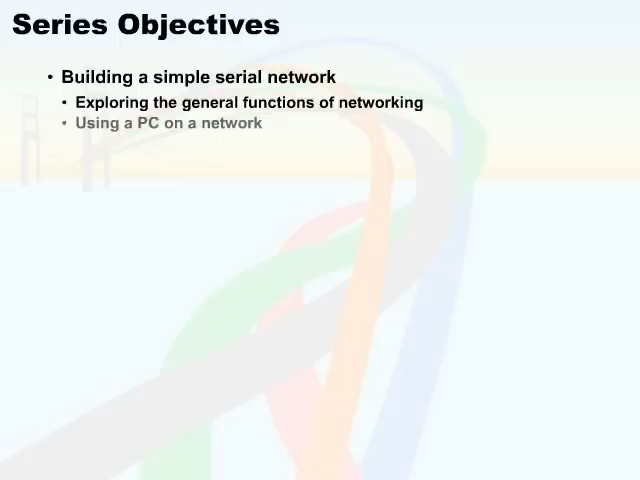 Series Objectives
• Building a simple serial network
• Exploring the general functions of networking
• Using a PC on a network